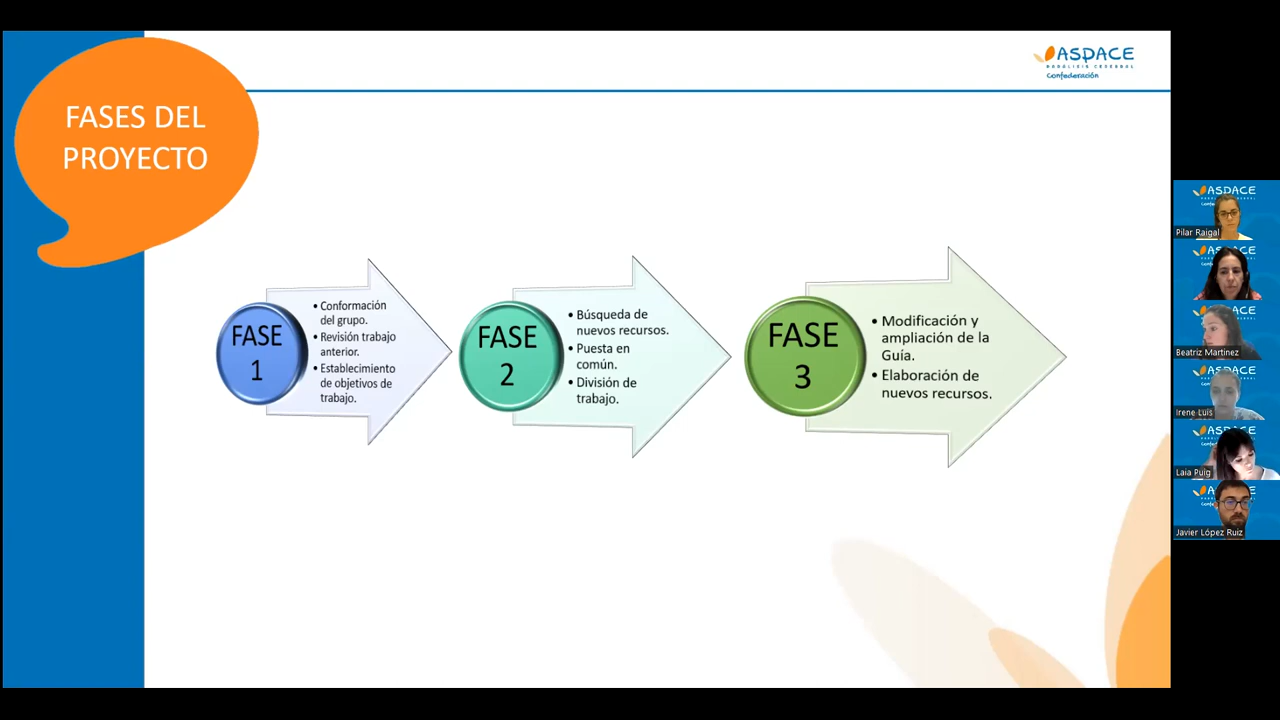 FASES DEL
PROYECTO
ASPACE
PARÁLISIS CEREBRAL
Confederación
FASE
1
• Conformación
del grupo.
• Revisión trabajo
anterior.
• Establecimiento
de objetivos de
trabajo.
FASE
2
• Búsqueda de
nuevos recursos.
• Puesta en
común.
• División de
trabajo.
FASE
3
• Modificación y
ampliación de la
Guía.
• Elaboración de
nuevos recursos.
ASPACE
Pilar Raigal
ASPACE
ASPACE
Beatriz Martinez
ASPACE
Irene Luis
ASPACE
Laia Puig
ASPACE
Javier López Ruiz